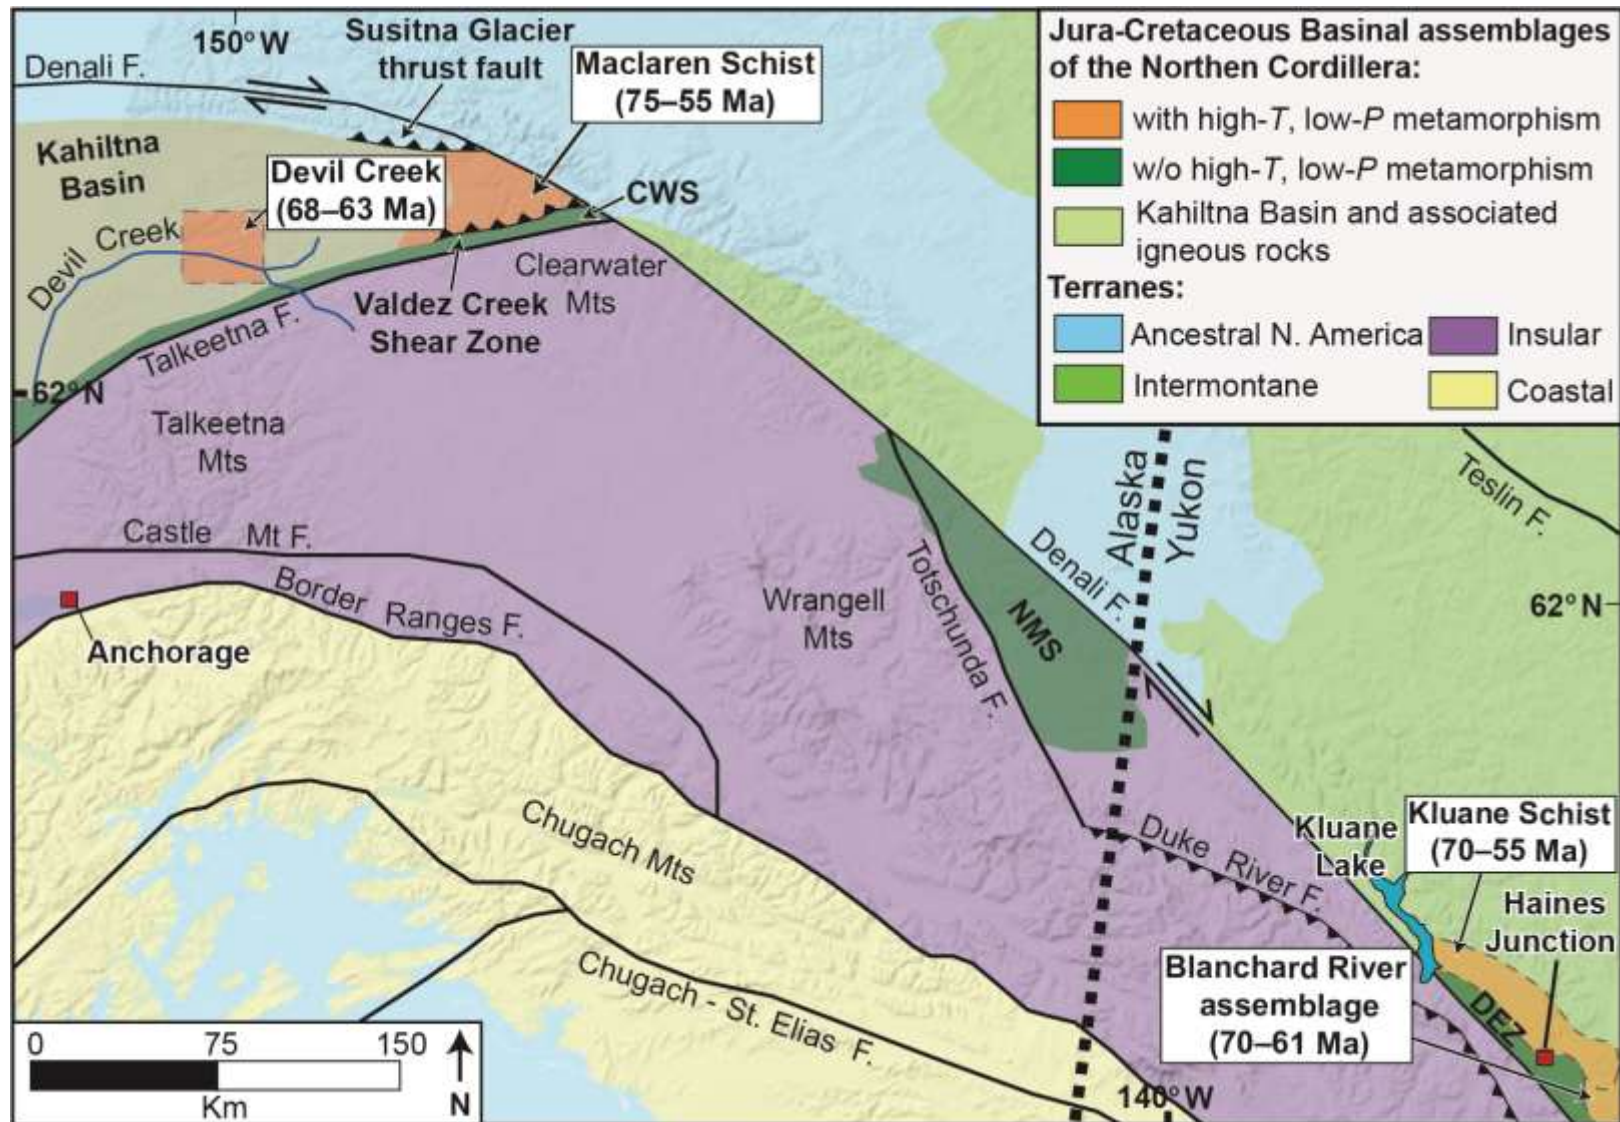 150° W
Susitna Glacier
thrust fault
Denali F.
Maclaren Schist
(75–55 Ma)
Kahiltna
Basin
Devil Creek
(68–63 Ma)
CWS
Devil Creek
Clearwater
Mts
Valdez Creek
Shear Zone
Talkeetna F.
62° N
Talkeetna
Mts
Castle Mt F.
Border Ranges F.
Anchorage
Wrangell
Mts
Totschunda F.
NMS
Denali F.
Alaska
Yukon
Teslin F.
62° N
Chugach Mts
Duke River F.
Kluane
Lake
Kluane Schist
(70–55 Ma)
Haines
Junction
Blanchard River
assemblage
(70–61 Ma)
DEZ
Chugach - St. Elias F.
140° W
0 75 150
Km
N
Jura-Cretaceous Basinal assemblages
of the Northen Cordillera:
with high-T, low-P metamorphism
w/o high-T, low-P metamorphism
Kahiltna Basin and associated
igneous rocks
Terranes:
Ancestral N. America
Insular
Intermontane
Coastal